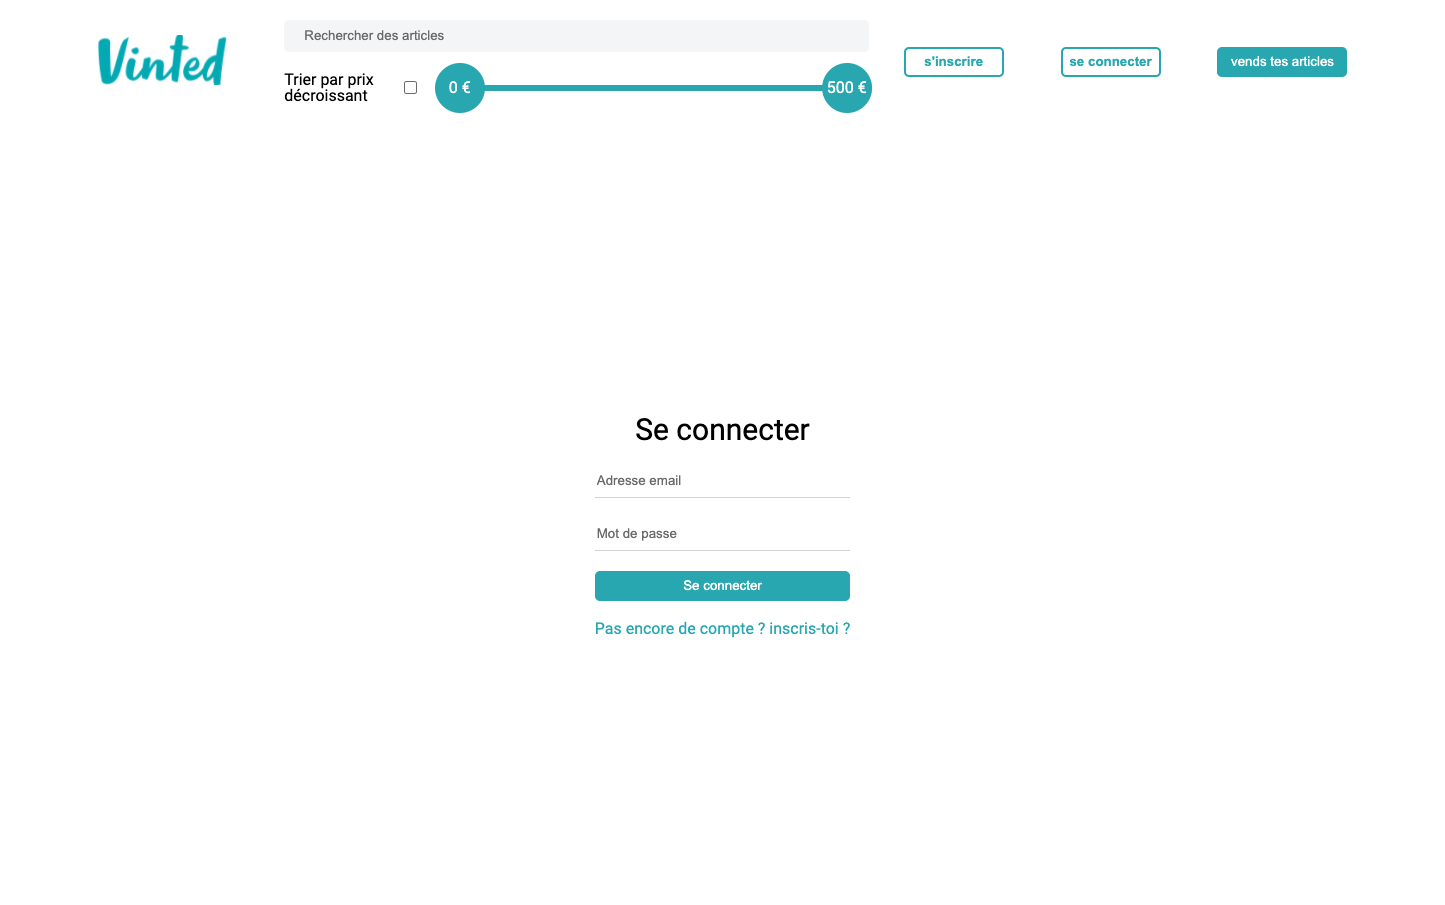 Vinted
Rechercher des articles
Trier par prix
décroissant
0 €
500 €
s'inscrire
se connecter
vends tes articles
Se connecter
Adresse email
Mot de passe
Se connecter
Pas encore de compte ? inscris-toi ?